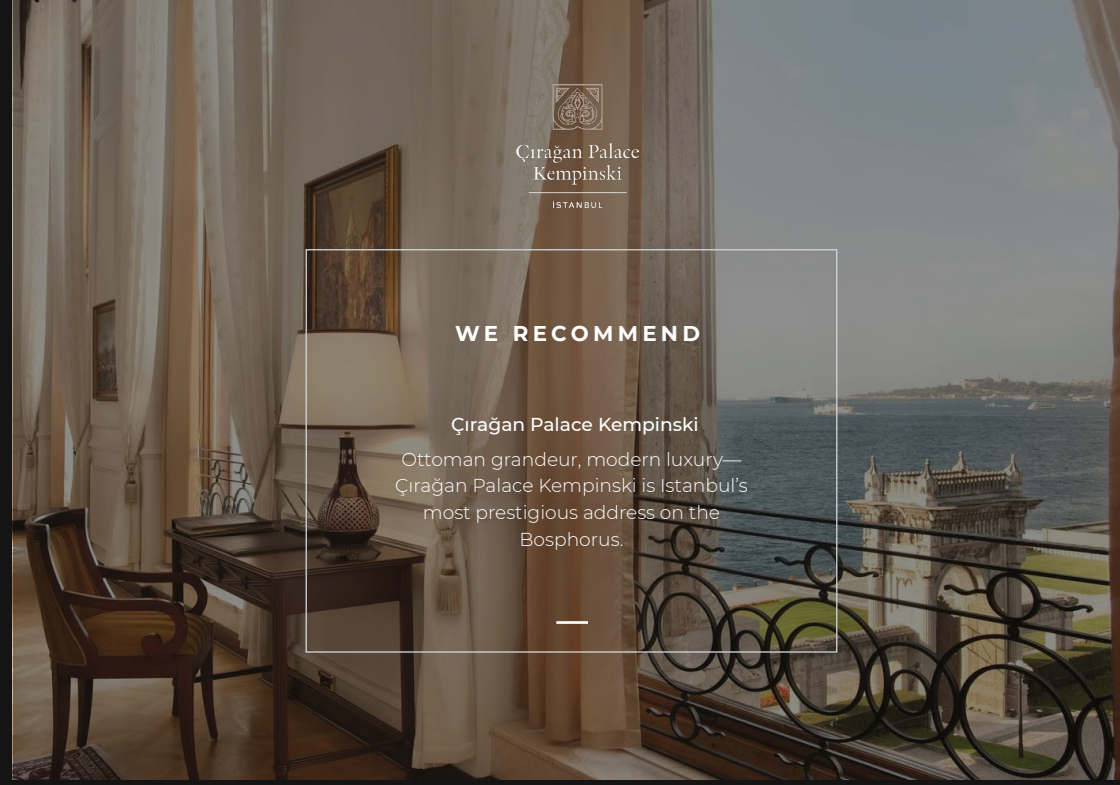 Çırağan Palace
Kempinski
İSTANBUL
WE RECOMMEND
Çırağan Palace Kempinski
Ottoman grandeur, modern luxury—
Çırağan Palace Kempinski is Istanbul’s
most prestigious address on the
Bosphorus.